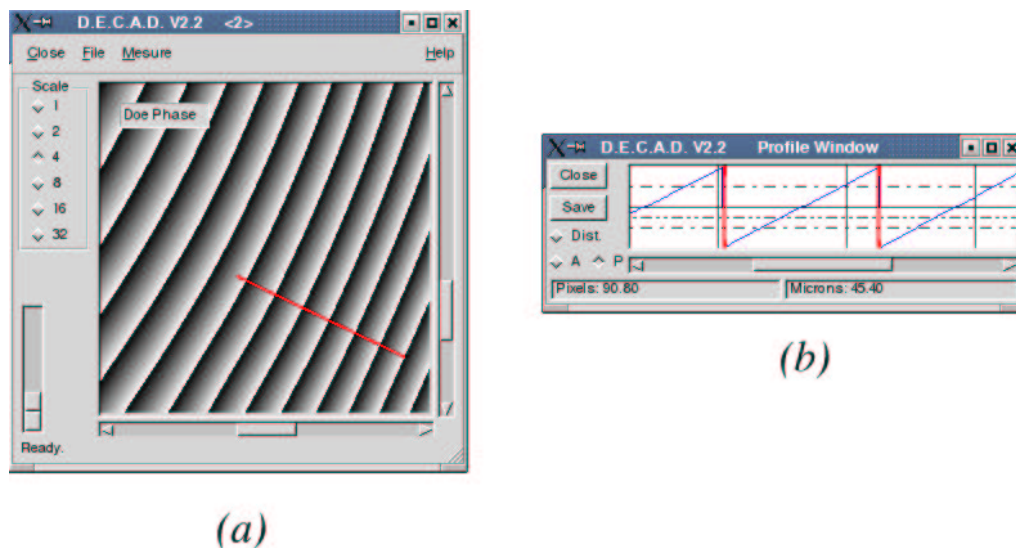 D.E.C.A.D. V2.2 <2>
Close File Mesure Help
Scale
1
2
4
8
16
32
Doe Phase
Ready.
(a)
D.E.C.A.D. V2.2 Profile Window
Close
Save
Dist.
A P
Pixels: 90.80 Microns: 45.40
(b)